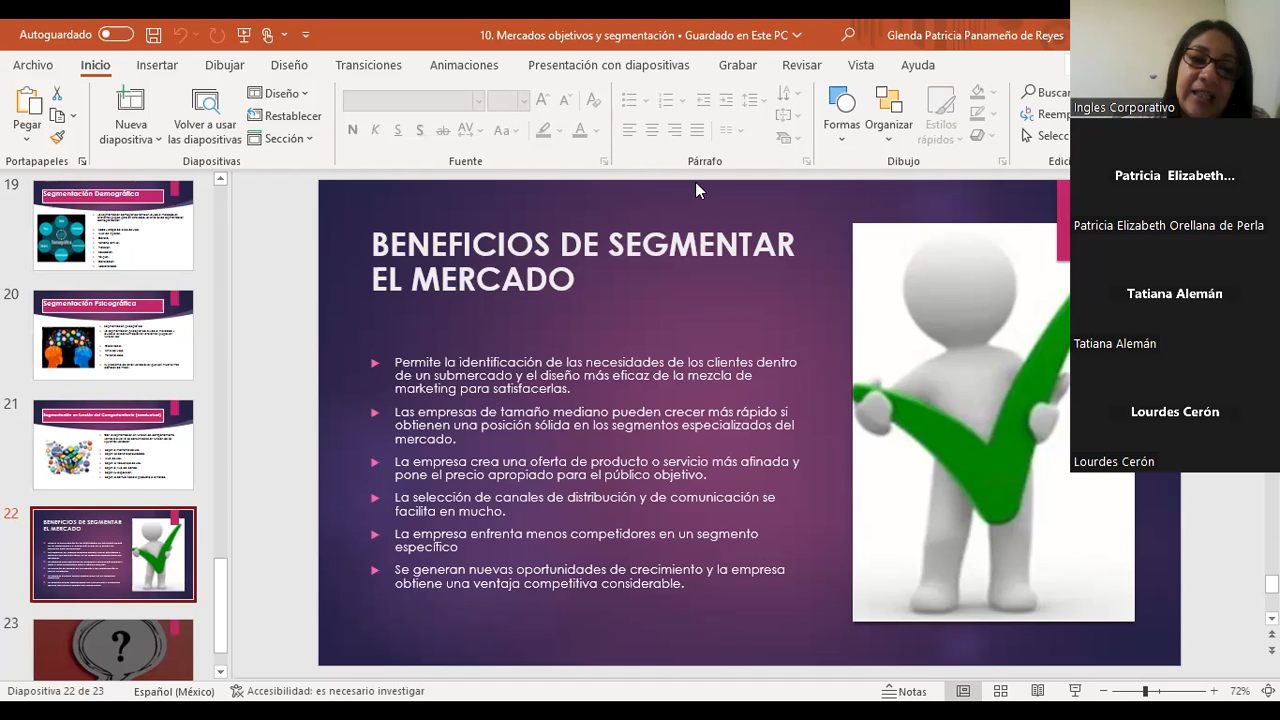 Autoguardado
10. Mercados objetivos y segmentación • Guardado en Este PC
Glenda Patricia Panameño de Reyes
Archivo Inicio Insertar Dibujar Diseño Transiciones Animaciones Presentación con diapositivas Grabar Revisar Vista Ayuda
Pegar
Nueva diapositiva
Volver a usar las diapositivas
Diseño
Restablecer
Sección
N K S S ab AV Aa A
Formas
Organizar
Estilos rápidos
Buscar
Reemp
Selecc
Portapapeles Diapositivas Fuente Párrafo Dibujo Edici
Ingles Corporativo
Patricia Elizabeth...
Patricia Elizabeth Orellana de Perla
Tatiana Alemán
Tatiana Alemán
Lourdes Cerón
Lourdes Cerón
19
Segmentación Demográfica
20
Segmentación Psicográfica
21
22
BENEFICIOS DE SEGMENTAR
EL MERCADO
23
?
BENEFICIOS DE SEGMENTAR
EL MERCADO
Permite la identificación de las necesidades de los clientes dentro
de un submercado y el diseño más eficaz de la mezcla de
marketing para satisfacerlas.
Las empresas de tamaño mediano pueden crecer más rápido si
obtienen una posición sólida en los segmentos especializados del
mercado.
La empresa crea una oferta de producto o servicio más afinada y
pone el precio apropiado para el público objetivo.
La selección de canales de distribución y de comunicación se
facilita en mucho.
La empresa enfrenta menos competidores en un segmento
específico
Se generan nuevas oportunidades de crecimiento y la empresa
obtiene una ventaja competitiva considerable.
Diapositiva 22 de 23
Español (México)
Accesibilidad: es necesario investigar
Notas
72%